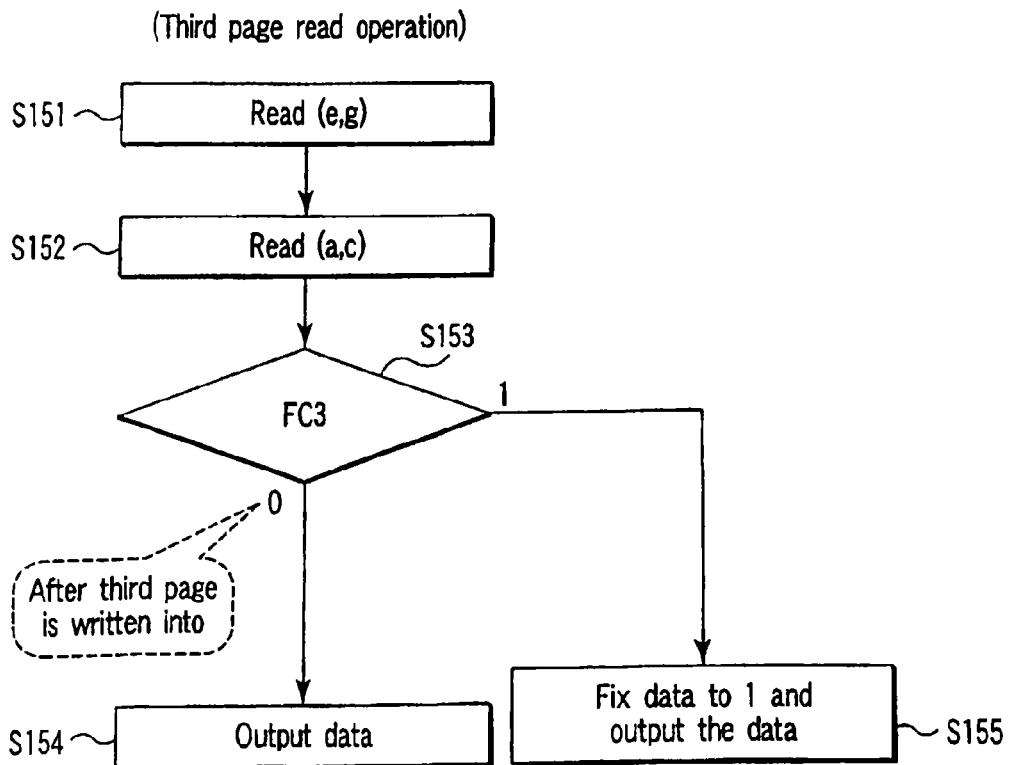 (Third page read operation)
S151
Read (e,g)
S152
Read (a,c)
S153
FC3
1
0
After third page
is written into
S154
Output data
Fix data to 1 and
output the data
S155